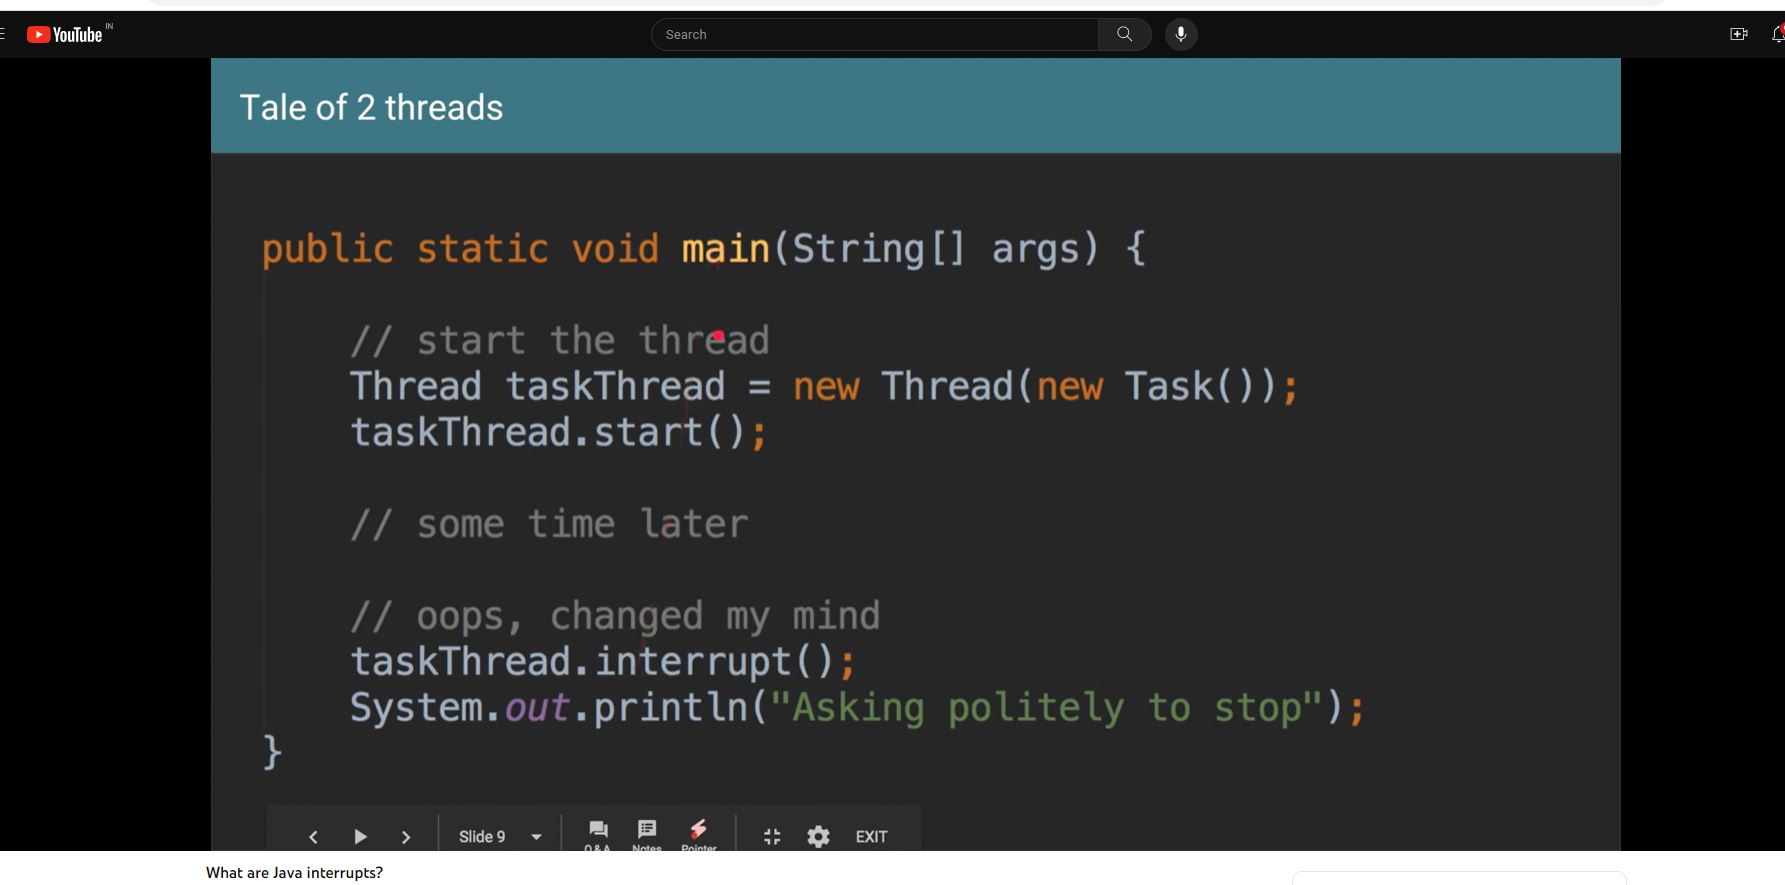 YouTube IN
Search
Tale of 2 threads
public static void main(String[] args) {
// start the thread
Thread taskThread = new Thread(new Task());
taskThread.start();
// some time later
// oops, changed my mind
taskThread.interrupt();
System.out.println("Asking politely to stop");
}
Slide 9
Q & A
Notes
Pointer
EXIT
What are Java interrupts?